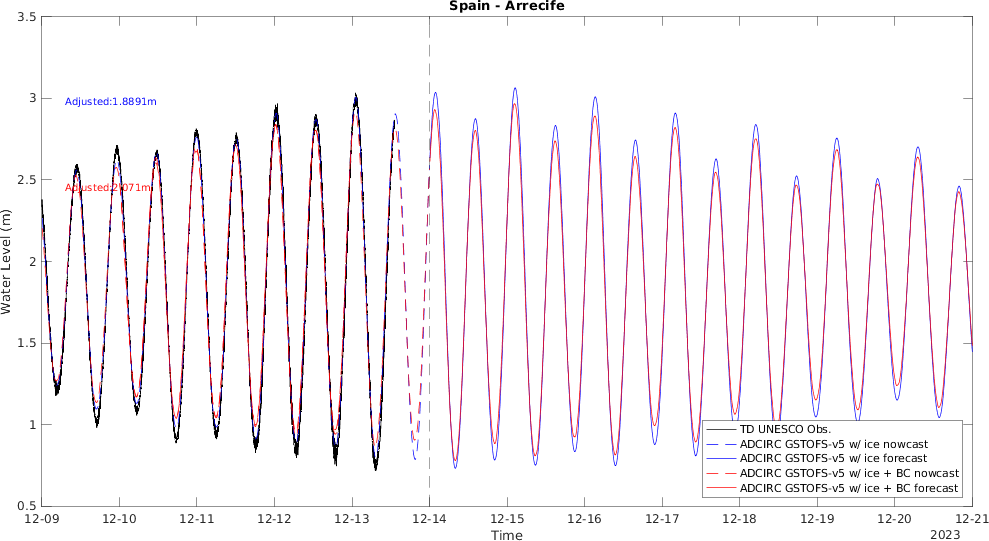 Spain - Arrecife
3.5
3
2.5
2
1.5
1
0.5
Water Level (m)
Adjusted:1.8891m
Adjusted:2.071m
TD UNESCO Obs.
ADCIRC GSTOFS-v5 w/ ice nowcast
ADCIRC GSTOFS-v5 w/ ice forecast
ADCIRC GSTOFS-v5 w/ ice + BC nowcast
ADCIRC GSTOFS-v5 w/ ice + BC forecast
12-09 12-10 12-11 12-12 12-13 12-14 12-15 12-16 12-17 12-18 12-19 12-20 12-21
Time
2023